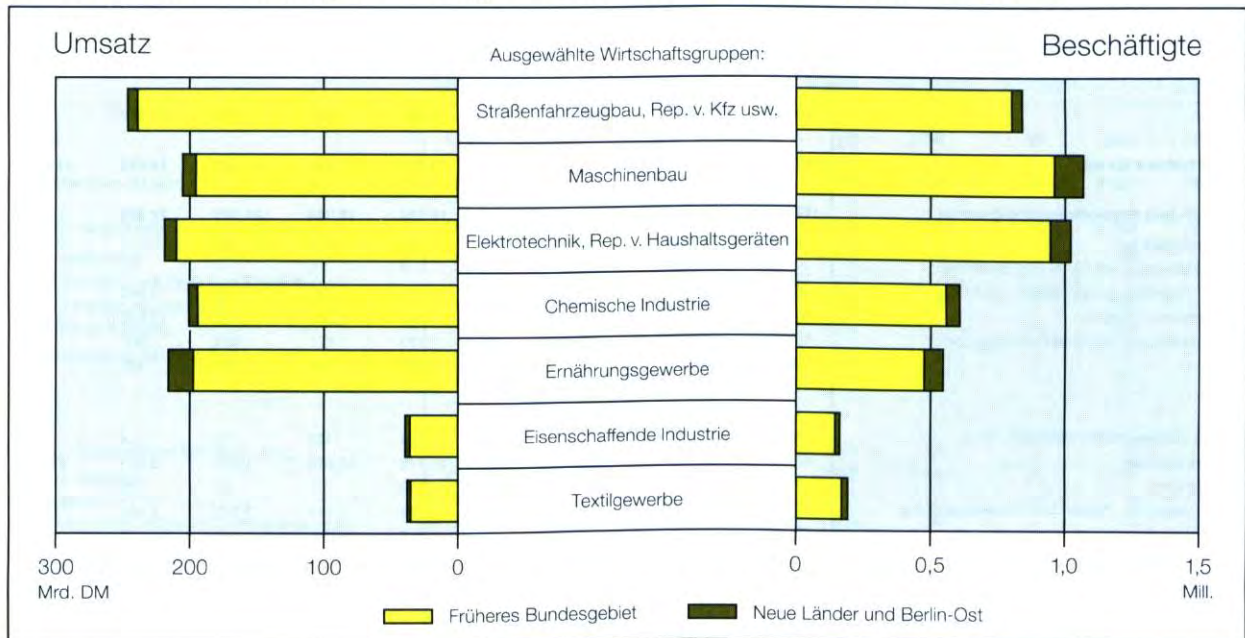 Umsatz
Ausgewählte Wirtschaftsgruppen:
Beschäftigte
Straßenfahrzeugbau, Rep. v. Kfz usw.
Maschinenbau
Elektrotechnik, Rep. v. Haushaltsgeräten
Chemische Industrie
Ernährungsgewerbe
Eisenschaffende Industrie
Textilgewerbe
300 200 100 0 0 0,5 1,0 1,5
Mrd. DM Mill.
Früheres Bundesgebiet Neue Länder und Berlin-Ost